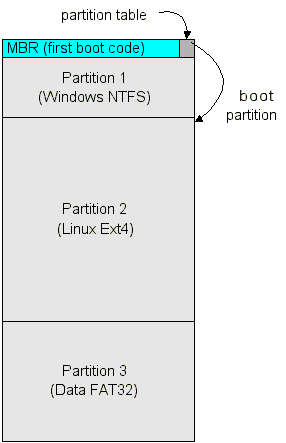 partition table
MBR (first boot code)
Partition 1
(Windows NTFS)
boot
partition
Partition 2
(Linux Ext4)
Partition 3
(Data FAT32)